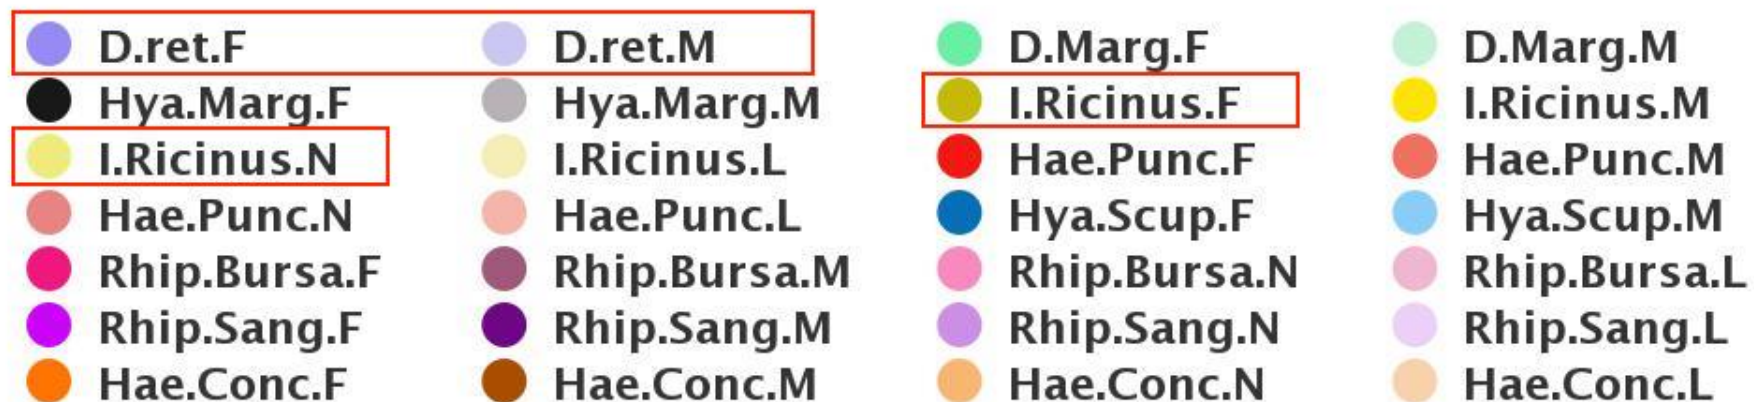 D.ret.F D.ret.M D.Marg.F D.Marg.M
Hya.Marg.F Hya.Marg.M I.Ricinus.F I.Ricinus.M
I.Ricinus.N I.Ricinus.L Hae.Punc.F Hae.Punc.M
Hae.Punc.N Hae.Punc.L Hya.Scup.F Hya.Scup.M
Rhip.Bursa.F Rhip.Bursa.M Rhip.Bursa.N Rhip.Bursa.L
Rhip.Sang.F Rhip.Sang.M Rhip.Sang.N Rhip.Sang.L
Hae.Conc.F Hae.Conc.M Hae.Conc.N Hae.Conc.L